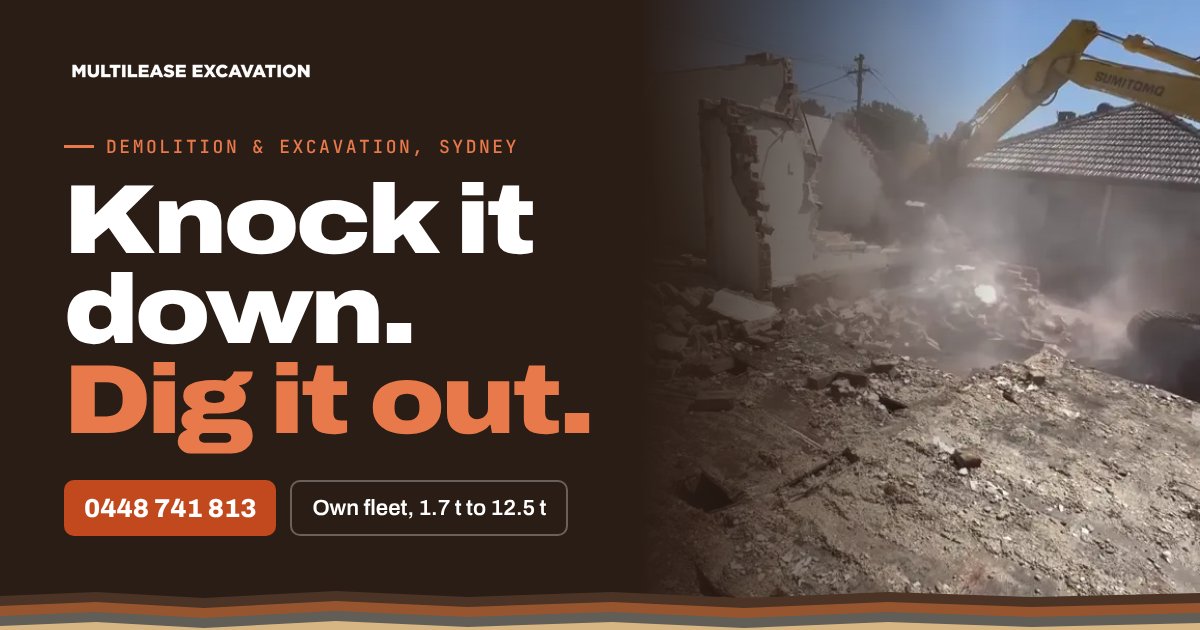 MULTILEASE EXCAVATION
DEMOLITION & EXCAVATION, SYDNEY
Knock it
down.
Dig it out.
0448 741 813
Own fleet, 1.7 t to 12.5 t
SUMITOMO